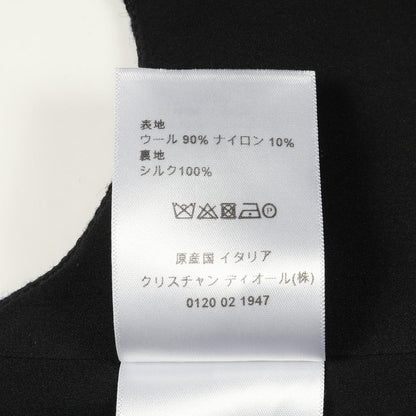 表地
ウール 90% ナイロン 10%
裏地
シルク100%
原産国 イタリア
クリスチャン ディオール(株)
0120 02 1947